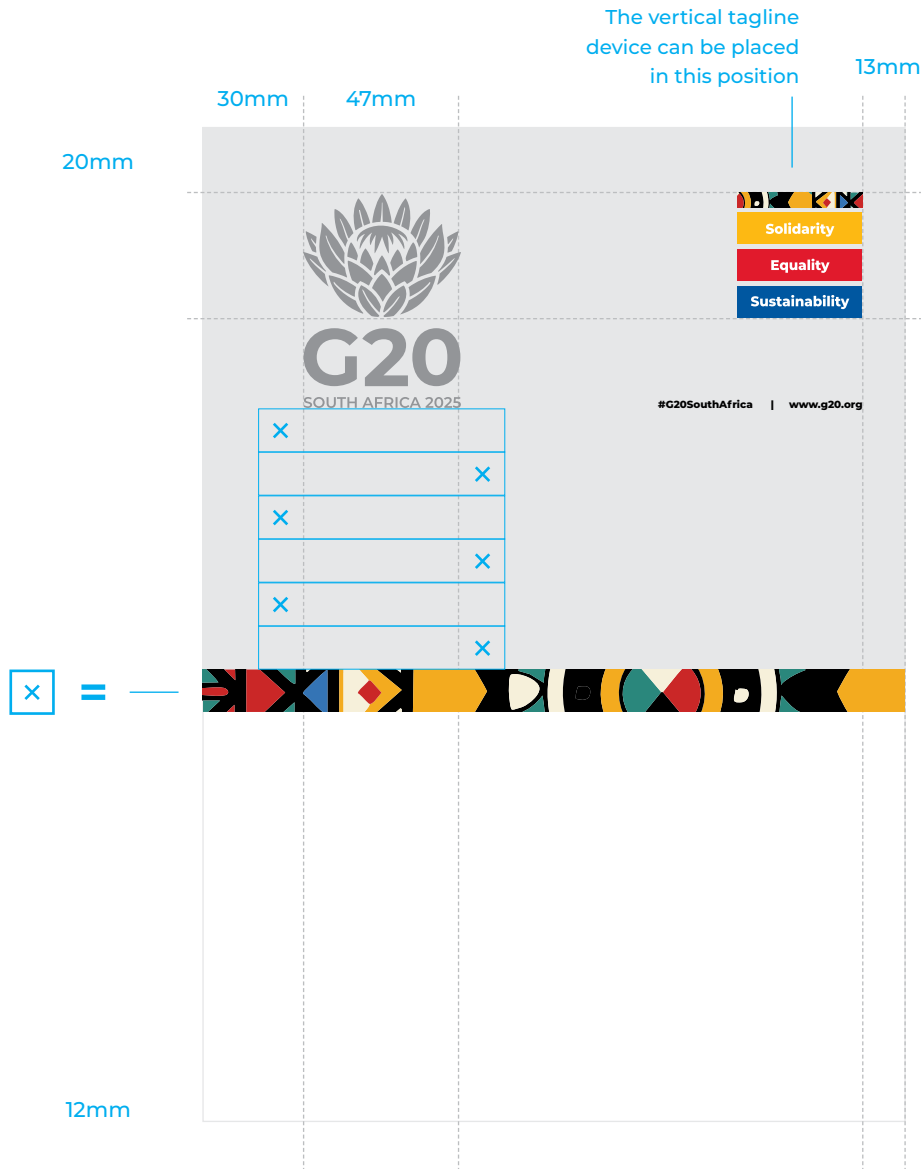 The vertical tagline
device can be placed
in this position
13mm
30mm
47mm
20mm
Solidarity
Equality
Sustainability
G20
SOUTH AFRICA 2025
#G20SouthAfrica | www.g20.org
×
×
×
×
×
×
× =
12mm